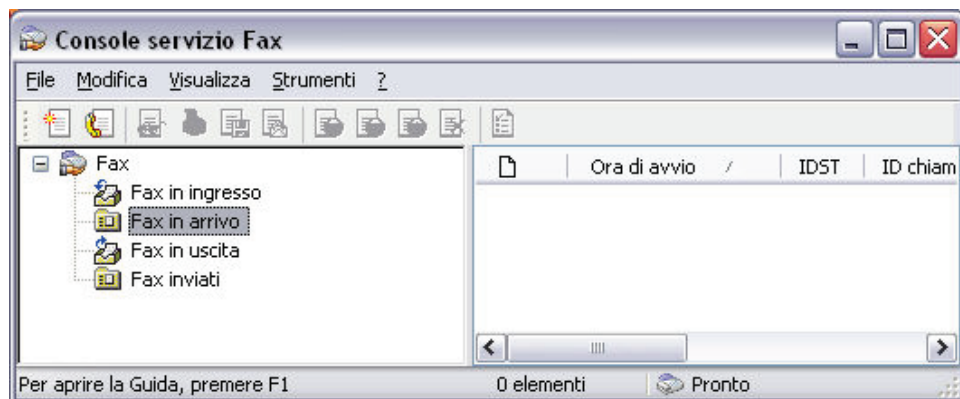 Console servizio Fax
File Modifica Visualizza Strumenti ?
Fax
Fax in ingresso
Fax in arrivo
Fax in uscita
Fax inviati
Ora di avvio IDST ID chiam
Per aprire la Guida, premere F1 0 elementi Pronto